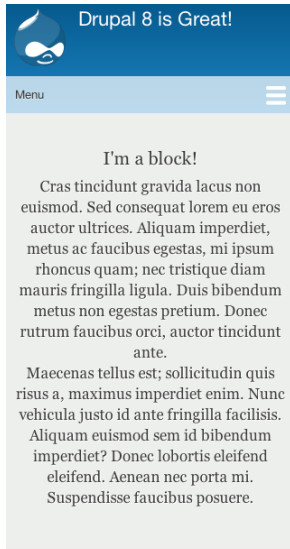 Drupal 8 is Great!
Menu
I'm a block!
Cras tincidunt gravida lacus non
euismod. Sed consequat lorem eu eros
auctor ultrices. Aliquam imperdiet,
metus ac faucibus egestas, mi ipsum
rhoncus quam; nec tristique diam
mauris fringilla ligula. Duis bibendum
metus non egestas pretium. Donec
rutrum faucibus orci, auctor tincidunt
ante.
Maecenas tellus est; sollicitudin quis
risus a, maximus imperdiet enim. Nunc
vehicula justo id ante fringilla facilisis.
Aliquam euismod sem id bibendum
imperdiet? Donec lobortis eleifend
eleifend. Aenean nec porta mi.
Suspendisse faucibus posuere.